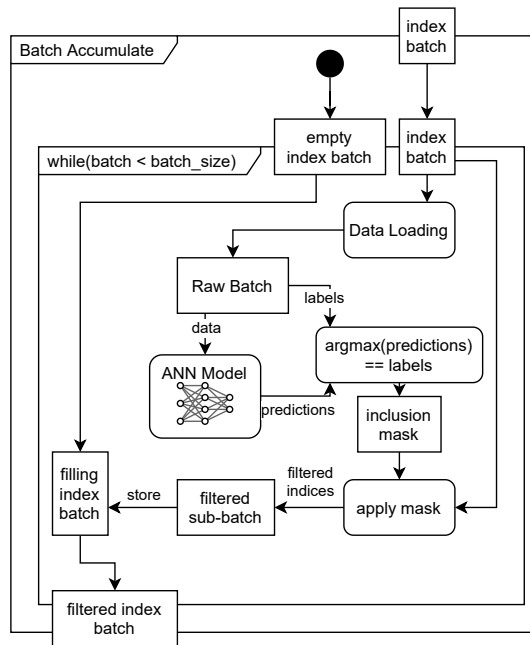 index
batch
Batch Accumulate
empty
index batch
index
batch
while(batch < batch_size)
Data Loading
Raw Batch
labels
data
argmax(predictions)
== labels
ANN Model
predictions
inclusion
mask
filling
index
batch
store
filtered
sub-batch
filtered
indices
apply mask
filtered index
batch